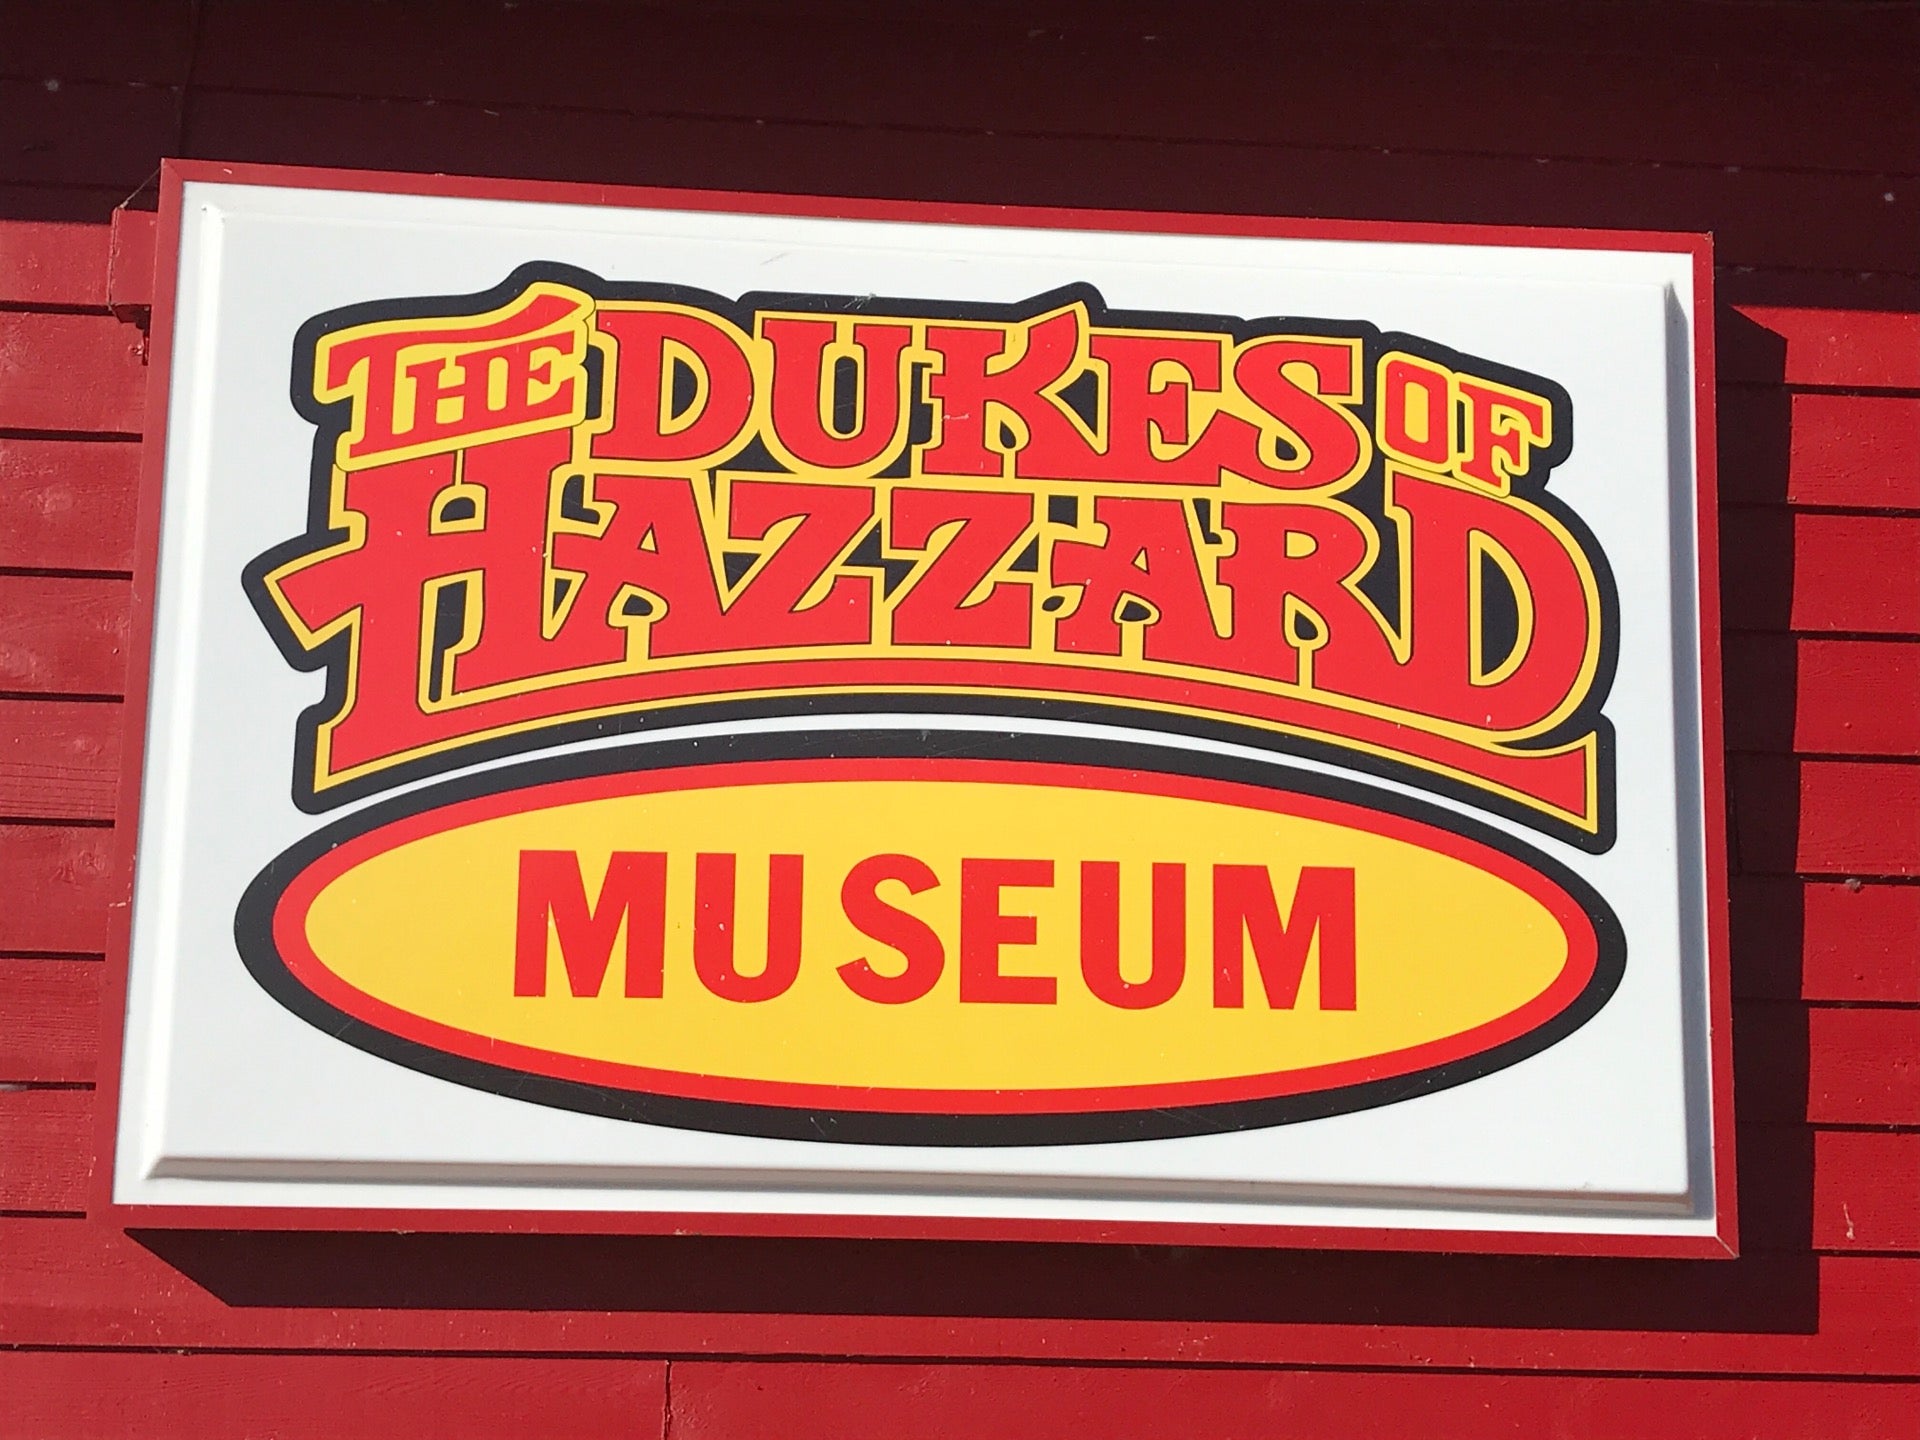 THE DUKES OF
HAZZARD
MUSEUM